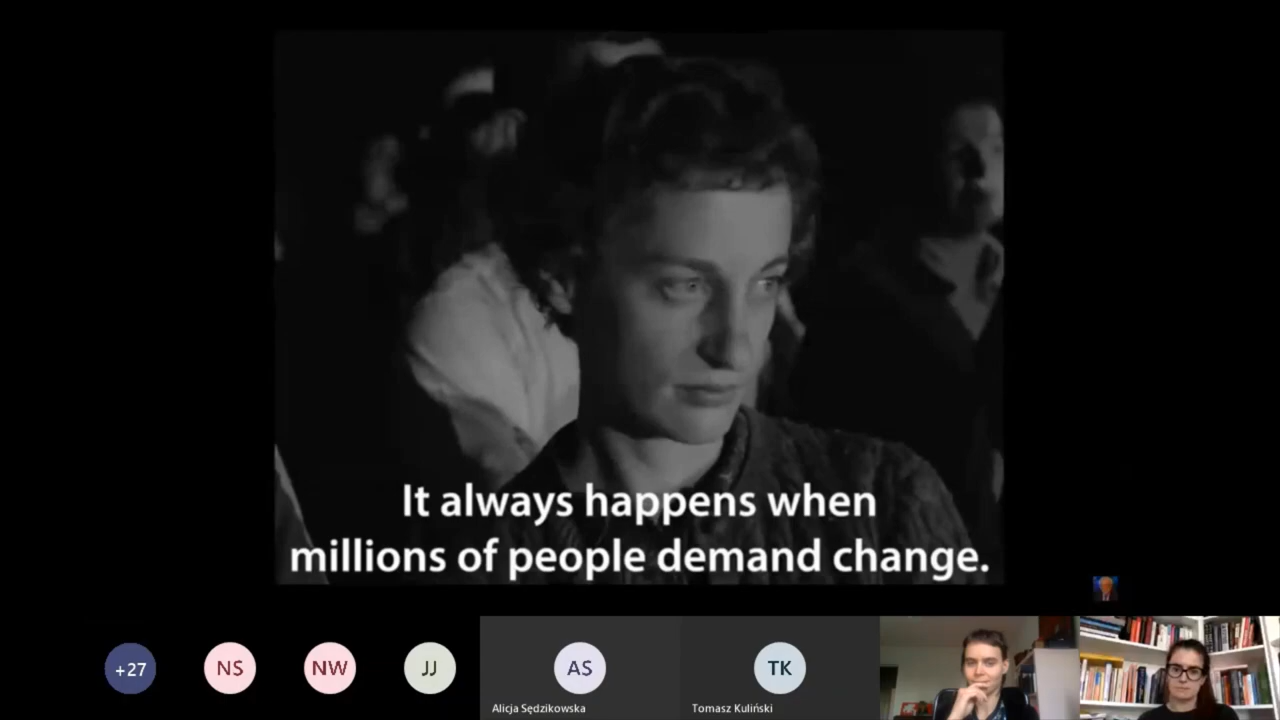 It always happens when
millions of people demand change.
+27
NS
NW
JJ
AS
TK
Alicja Sędzikowska
Tomasz Kuliński